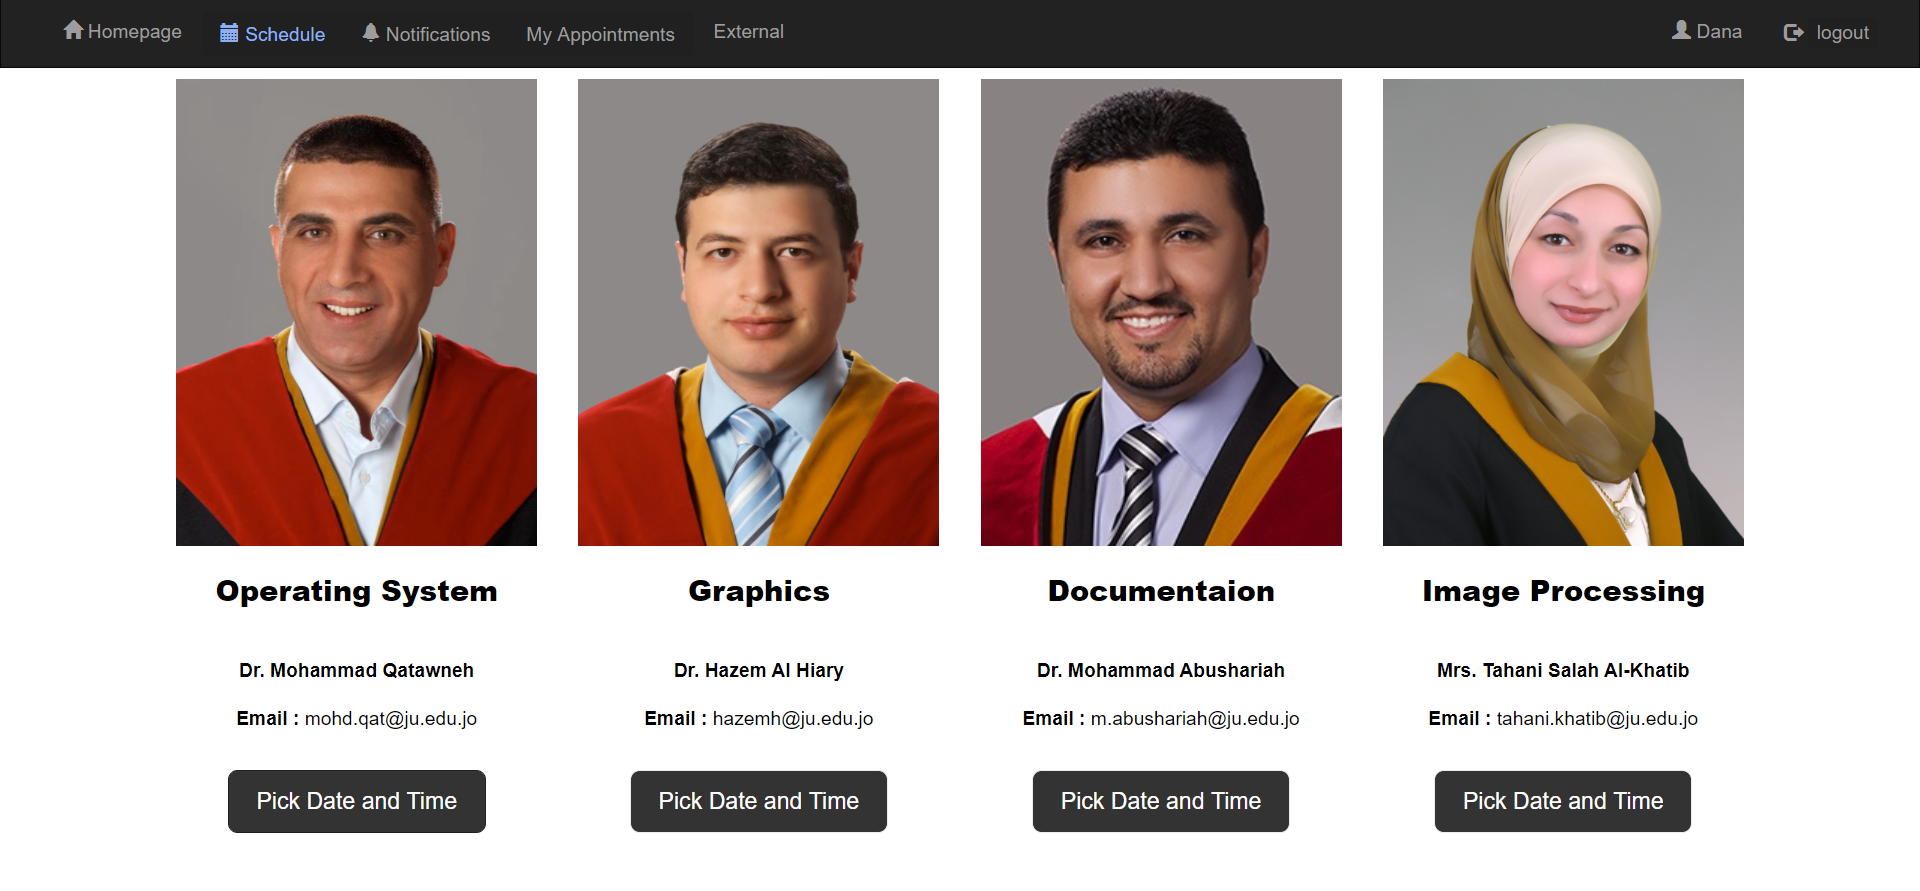 Homepage Schedule Notifications My Appointments External Dana logout
Operating System
Dr. Mohammad Qatawneh
Email : mohd.qat@ju.edu.jo
Pick Date and Time
Graphics
Dr. Hazem Al Hiary
Email : hazemh@ju.edu.jo
Pick Date and Time
Documentaion
Dr. Mohammad Abushariah
Email : m.abushariah@ju.edu.jo
Pick Date and Time
Image Processing
Mrs. Tahani Salah Al-Khatib
Email : tahani.khatib@ju.edu.jo
Pick Date and Time